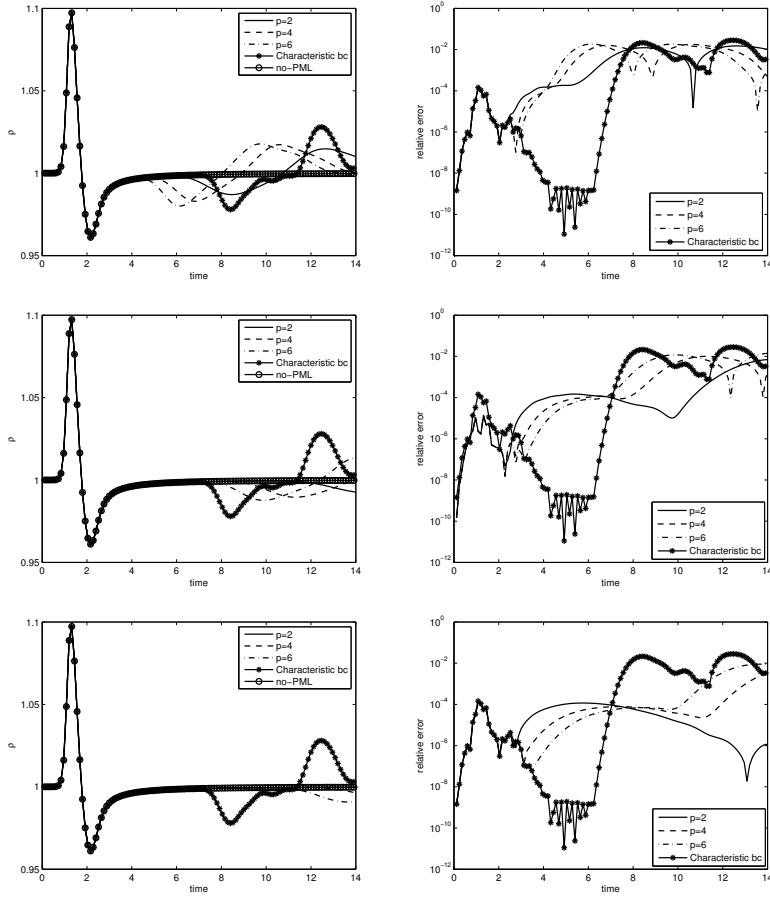 1.1
1.05
1
0.95
ρ
0 2 4 6 8 10 12 14
time
p=2
p=4
p=6
Characteristic bc
no−PML
10^0
10^−2
10^−4
10^−6
10^−8
10^−10
10^−12
relative error
0 2 4 6 8 10 12 14
time
p=2
p=4
p=6
Characteristic bc
1.1
1.05
1
0.95
ρ
0 2 4 6 8 10 12 14
time
p=2
p=4
p=6
Characteristic bc
no−PML
10^0
10^−2
10^−4
10^−6
10^−8
10^−10
10^−12
relative error
0 2 4 6 8 10 12 14
time
p=2
p=4
p=6
Characteristic bc
1.1
1.05
1
0.95
ρ
0 2 4 6 8 10 12 14
time
p=2
p=4
p=6
Characteristic bc
no−PML
10^0
10^−2
10^−4
10^−6
10^−8
10^−10
10^−12
relative error
0 2 4 6 8 10 12 14
time
p=2
p=4
p=6
Characteristic bc